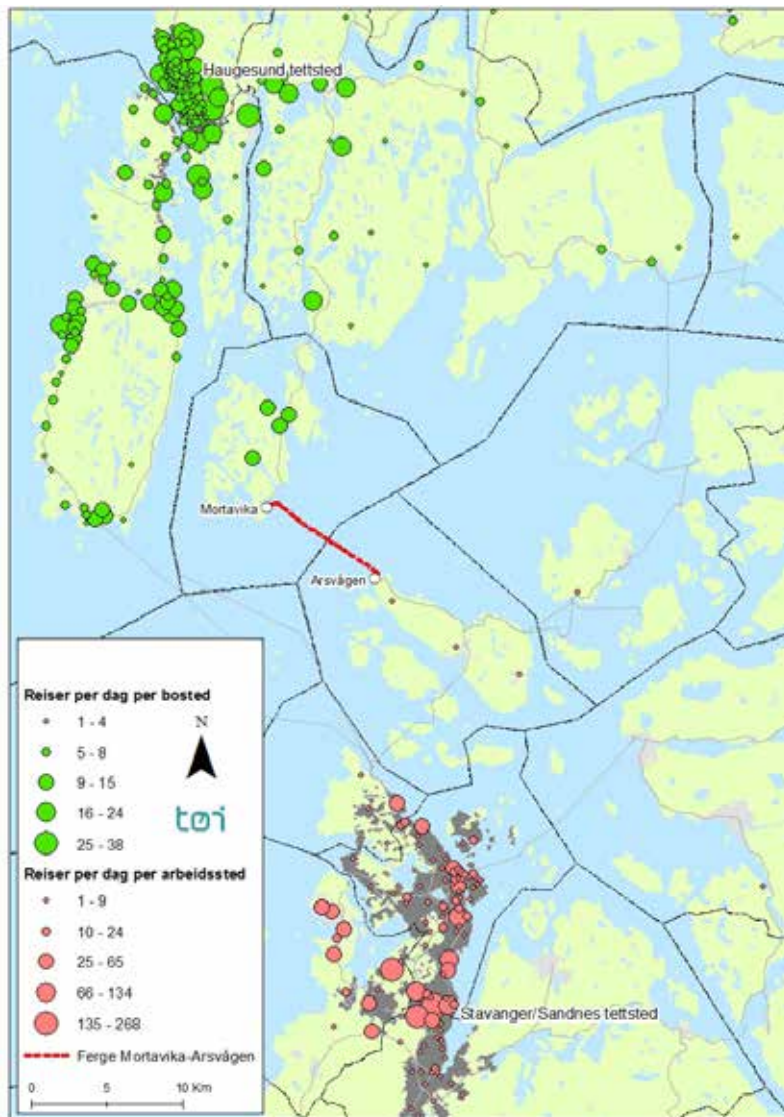 Haugesund tettsted
Mortavika
Arsvågen
Reiser per dag per bosted
1 - 4
N
5 - 8
9 - 15
16 - 24
tøi
25 - 38
Reiser per dag per arbeidssted
1 - 9
10 - 24
25 - 65
66 - 134
135 - 268
Stavanger/Sandnes tettsted
Ferge Mortavika-Arsvågen
0 5 10 Km